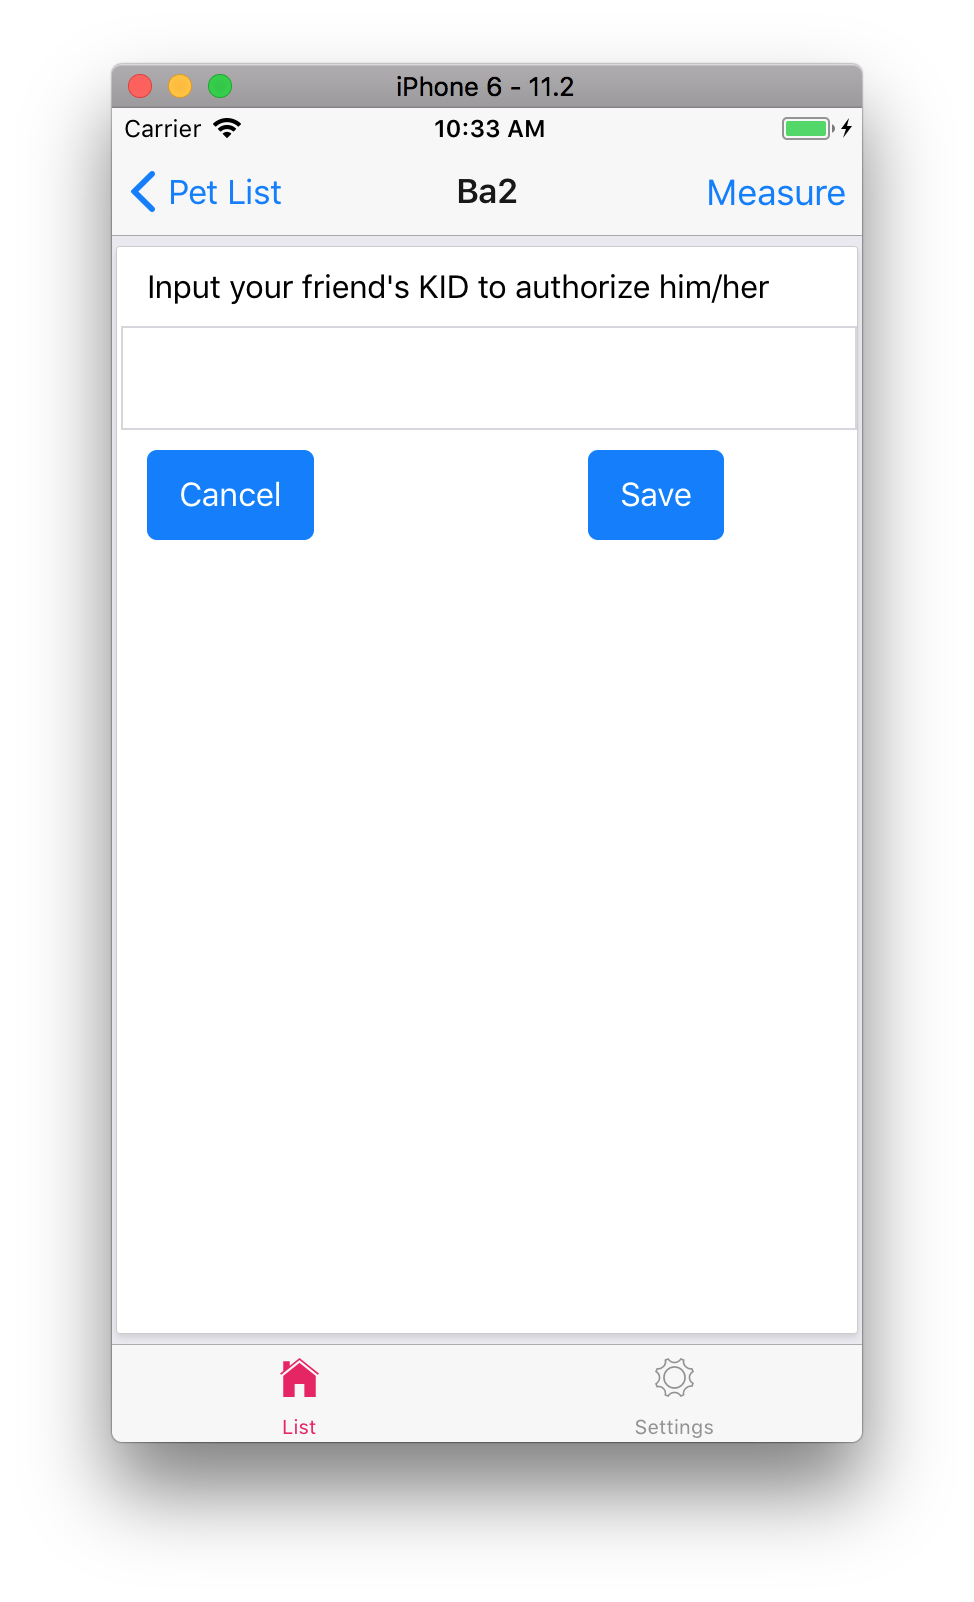 iPhone 6 - 11.2
Carrier 10:33 AM
Pet List Ba2 Measure
Input your friend's KID to authorize him/her
Cancel Save
List Settings